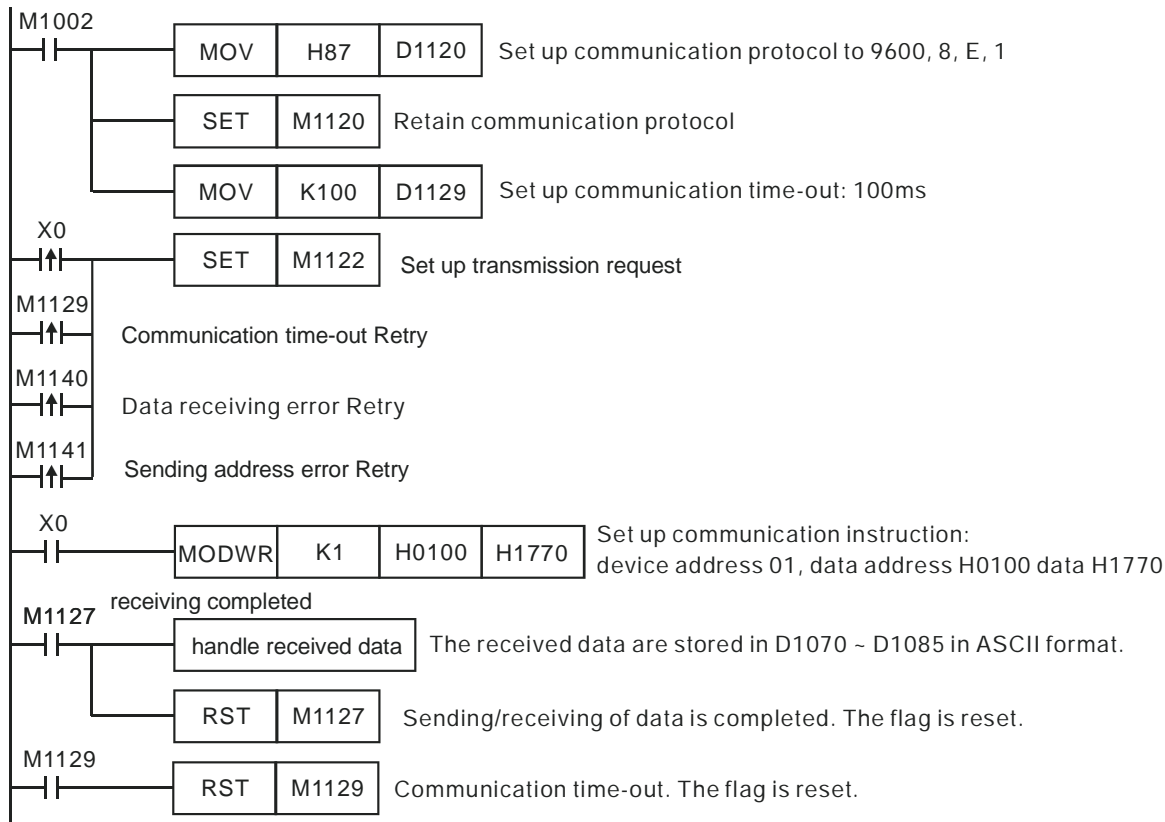 M1002
MOV H87 D1120 Set up communication protocol to 9600, 8, E, 1
SET M1120 Retain communication protocol
MOV K100 D1129 Set up communication time-out: 100ms
X0
SET M1122 Set up transmission request
M1129
Communication time-out Retry
M1140
Data receiving error Retry
M1141
Sending address error Retry
X0
MODWR K1 H0100 H1770 Set up communication instruction:
device address 01, data address H0100 data H1770
M1127 receiving completed
handle received data The received data are stored in D1070 ~ D1085 in ASCII format.
RST M1127 Sending/receiving of data is completed. The flag is reset.
M1129
RST M1129 Communication time-out. The flag is reset.